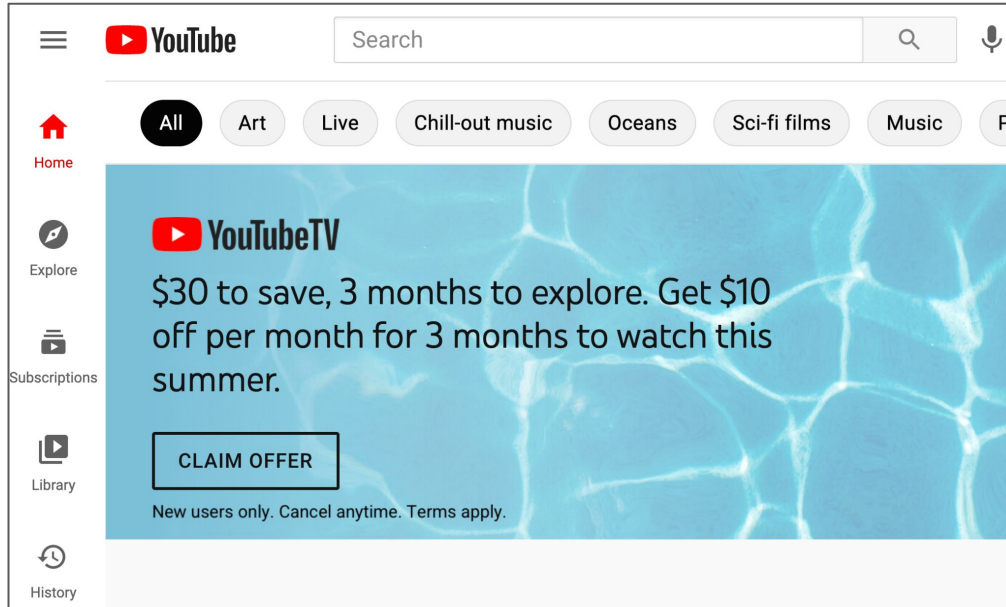 YouTube
Search
All Art Live Chill-out music Oceans Sci-fi films Music P
Home
Explore
Subscriptions
Library
History
YouTubeTV
$30 to save, 3 months to explore. Get $10
off per month for 3 months to watch this
summer.
CLAIM OFFER
New users only. Cancel anytime. Terms apply.